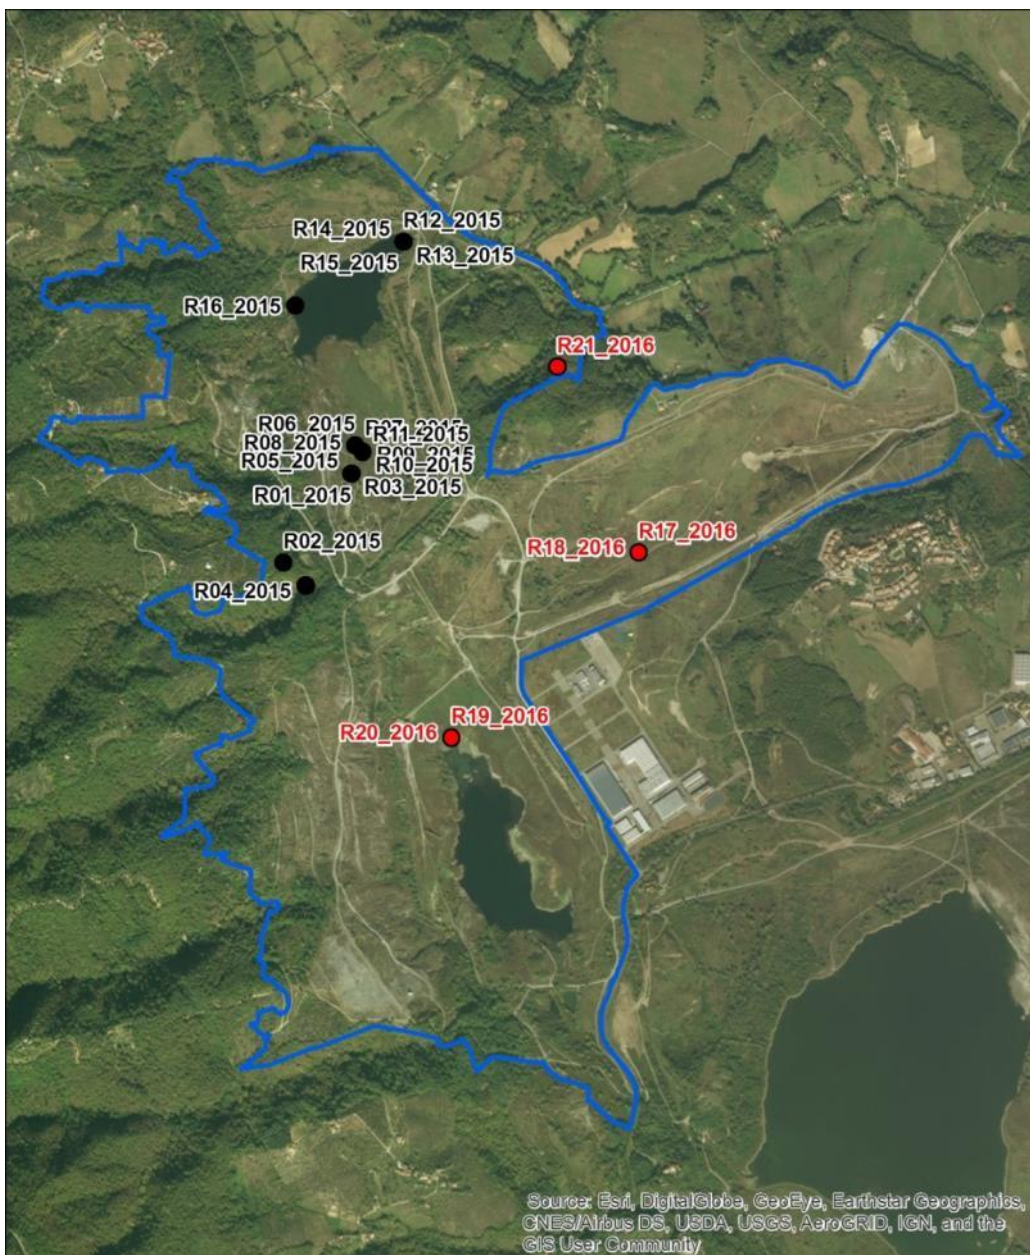 R14_2015 R12_2015
R15_2015 R13_2015
R16_2015
R21_2016
R06_2015
R08_2015 R11_2015
R05_2015 R10_2015
R01_2015 R03_2015
R02_2015
R04_2015
R18_2016 R17_2016
R20_2016 R19_2016
Source: Esri, DigitalGlobe, GeoEye, Earthstar Geographics,
CNES/Airbus DS, USDA, USGS, AeroGRID, IGN, and the
GIS User Community